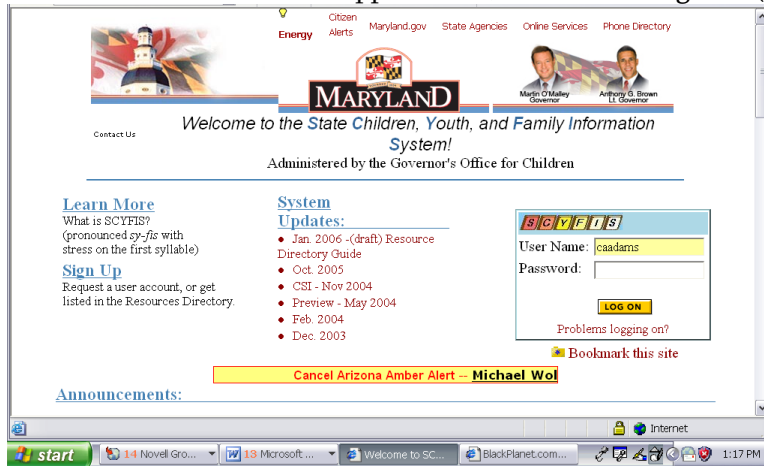 Energy
Citizen
Alerts
Maryland.gov
State Agencies
Online Services
Phone Directory
MARYLAND
Martin O'Malley
Governor
Anthony G. Brown
Lt. Governor
Contact Us
Welcome to the State Children, Youth, and Family Information
System!
Administered by the Governor's Office for Children
Learn More
What is SCYFIS?
(pronounced sy-fis with
stress on the first syllable)
Sign Up
Request a user account, or get
listed in the Resources Directory.
System
Updates:
Jan. 2006 -(draft) Resource
Directory Guide
Oct. 2005
CSI - Nov 2004
Preview - May 2004
Feb. 2004
Dec. 2003
SCYFIS
User Name: caadams
Password:
LOG ON
Problems logging on?
Bookmark this site
Cancel Arizona Amber Alert -- Michael Wol
Announcements:
Internet
start
14 Novell Gro...
13 Microsoft ...
Welcome to SC...
BlackPlanet.com...
1:17 PM